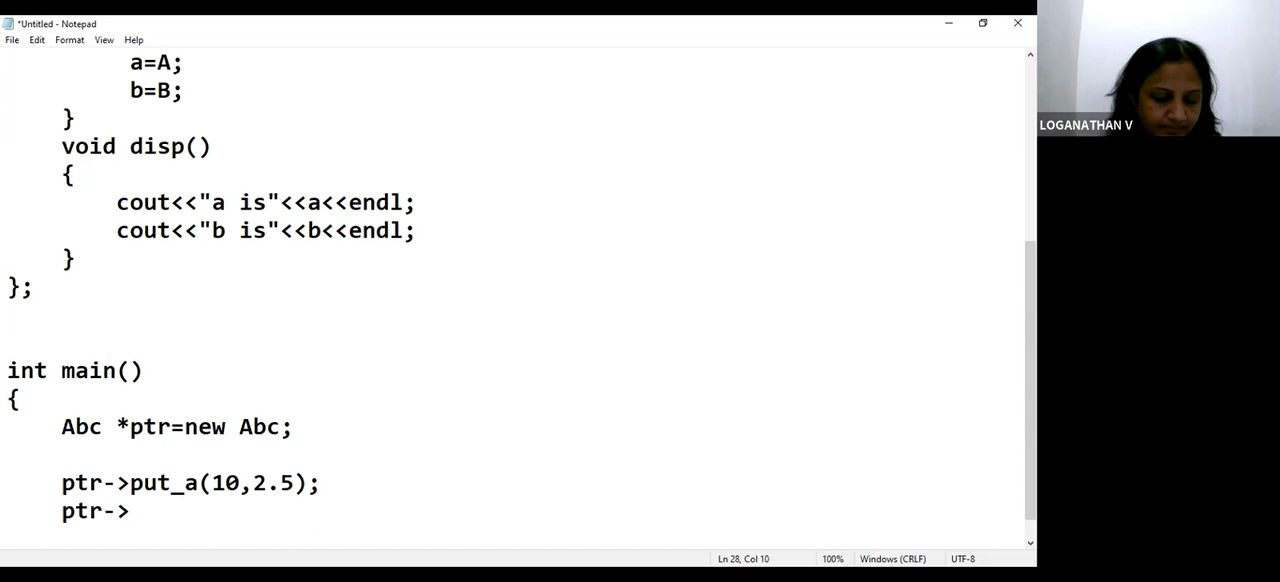 *Untitled - Notepad
File Edit Format View Help
a=A;
b=B;
}
void disp()
{
cout<<"a is"<<a<<endl;
cout<<"b is"<<b<<endl;
}
};
int main()
{
Abc *ptr=new Abc;
ptr->put_a(10,2.5);
ptr->
Ln 28, Col 10 100% Windows (CRLF) UTF-8
LOGANATHAN V